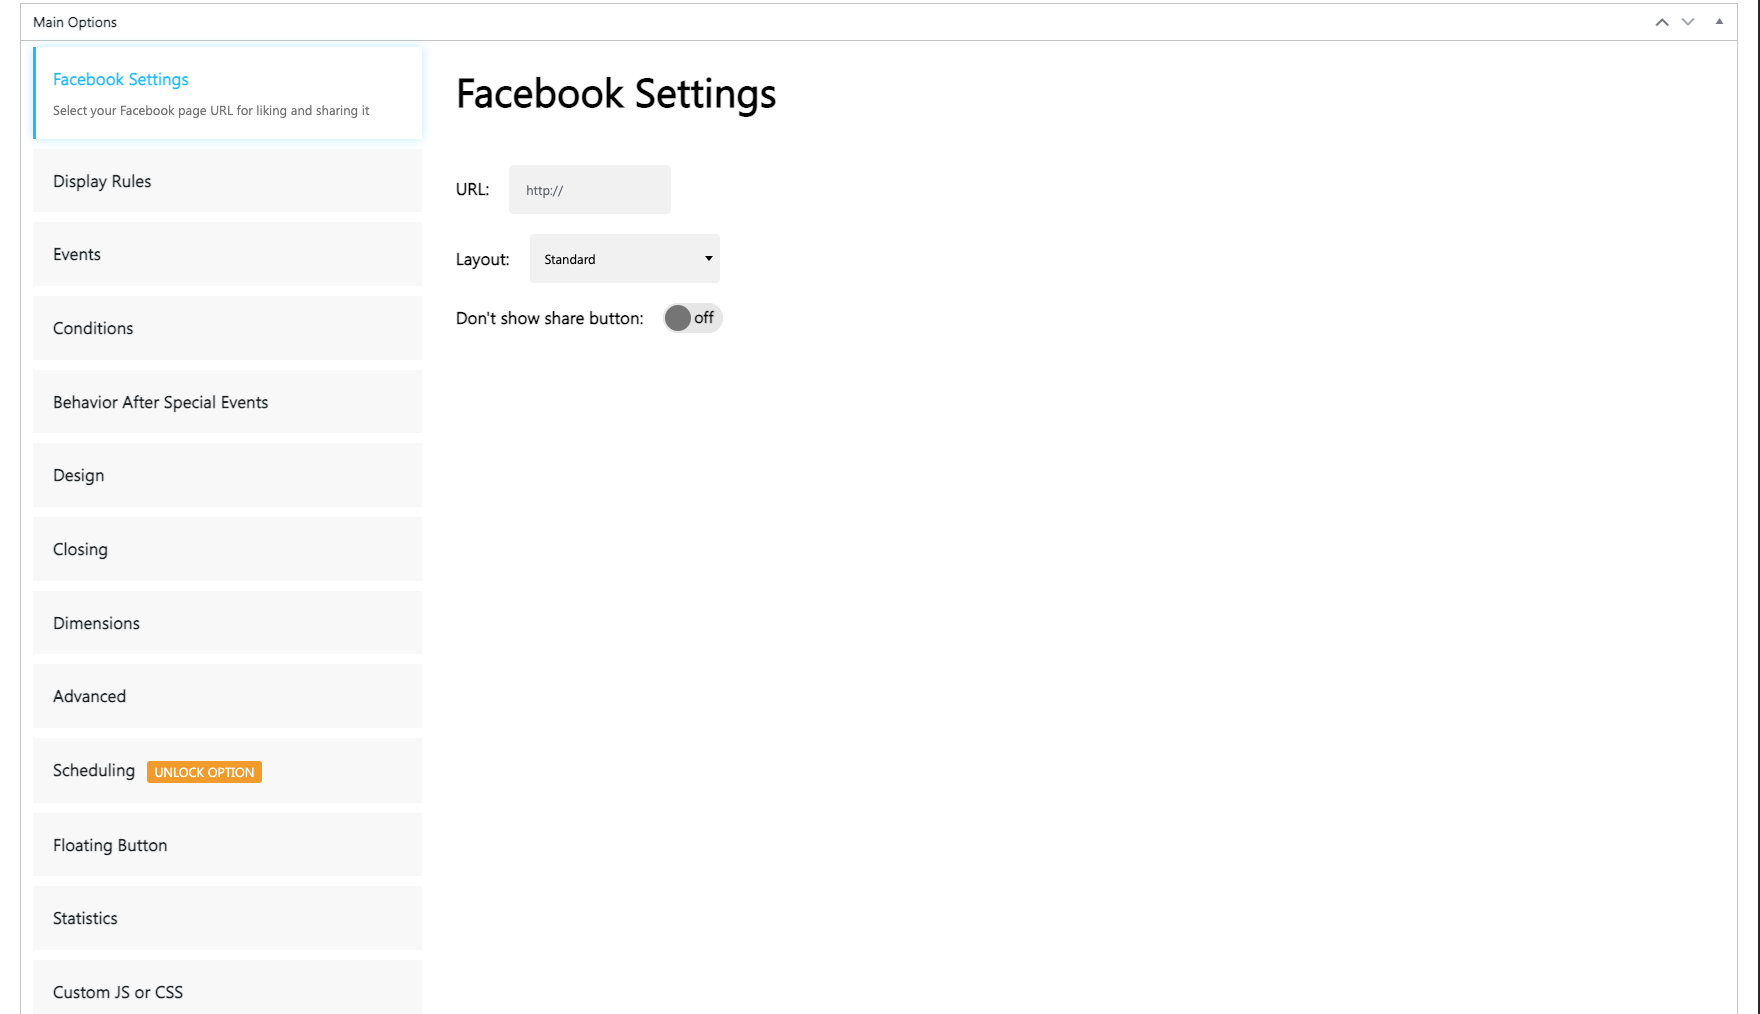 Main Options
Facebook Settings
Select your Facebook page URL for liking and sharing it
Display Rules
Events
Conditions
Behavior After Special Events
Design
Closing
Dimensions
Advanced
Scheduling UNLOCK OPTION
Floating Button
Statistics
Custom JS or CSS
Facebook Settings
URL: http://
Layout: Standard
Don't show share button: off